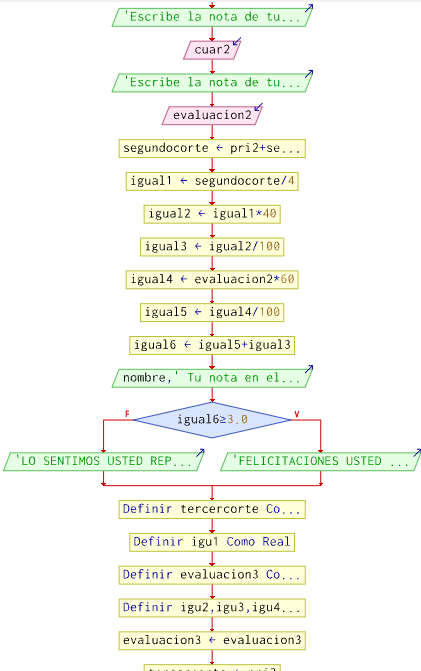 'Escribe la nota de tu...
cuar2
'Escribe la nota de tu...
evaluacion2
segundocorte ← pri2+se...
igual1 ← segundocorte/4
igual2 ← igual1*40
igual3 ← igual2/100
igual4 ← evaluacion2*60
igual5 ← igual4/100
igual6 ← igual5+igual3
nombre,' Tu nota en el...
F
igual6≥3.0
V
'LO SENTIMOS USTED REP...
'FELICITACIONES USTED ...
Definir tercercorte Co...
Definir igu1 Como Real
Definir evaluacion3 Co...
Definir igu2,igu3,igu4...
evaluacion3 ← evaluacion3